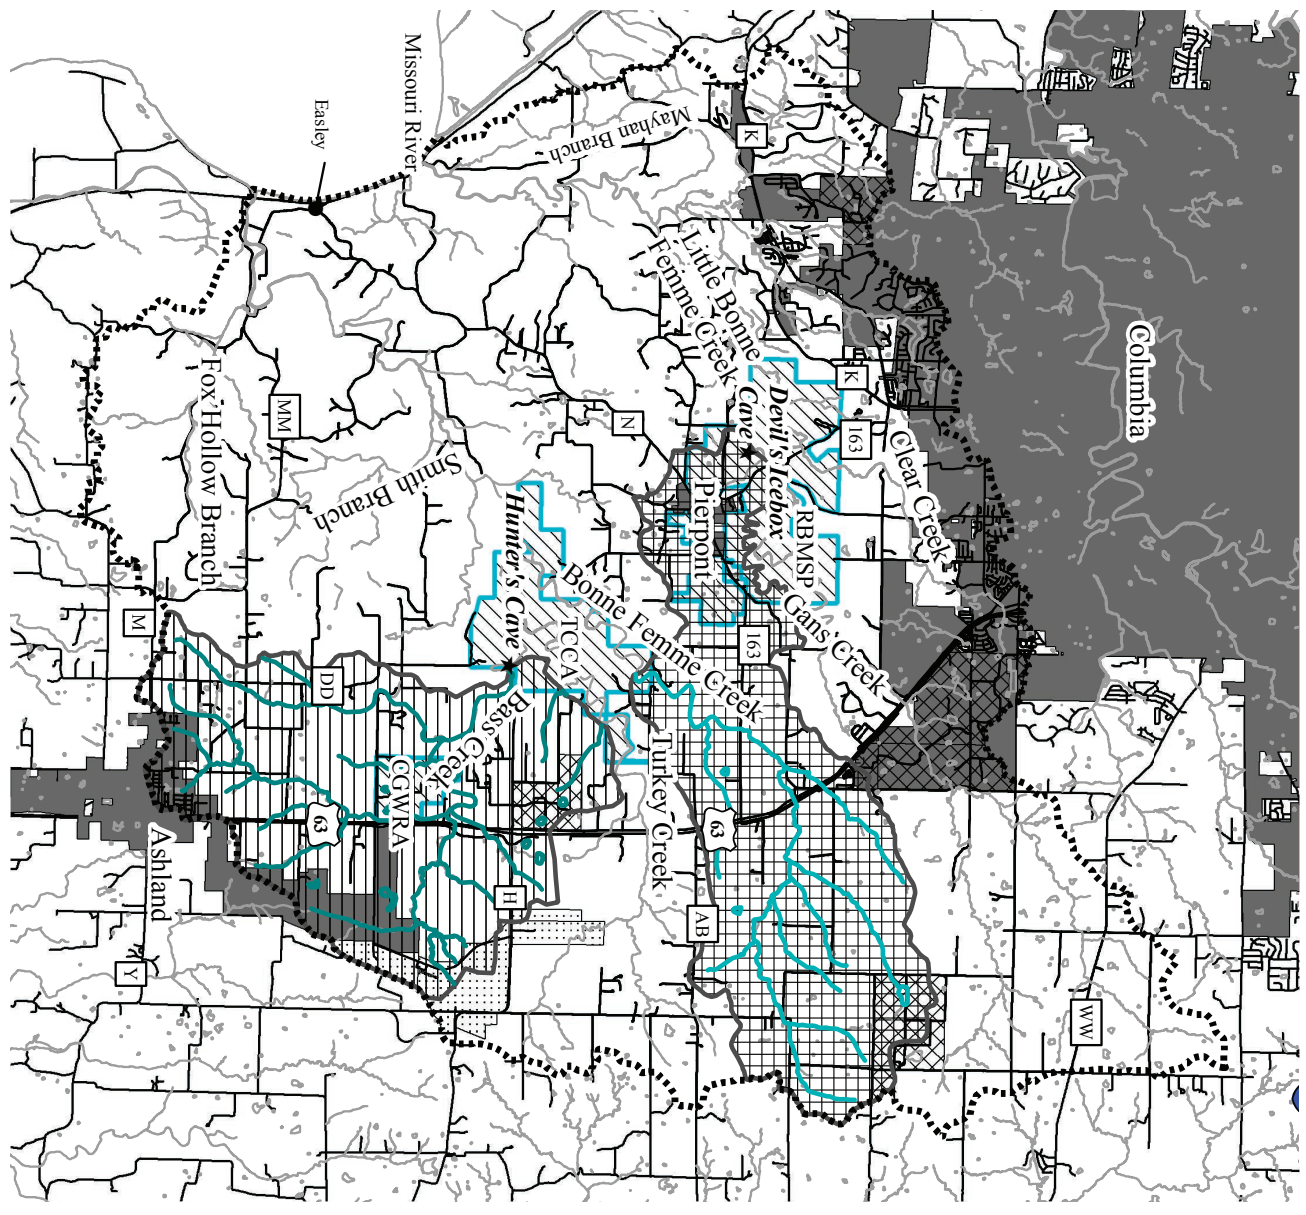 Missouri River
Easley
Mayhan
Branch
K
Columbia
Little Bonne
Femme Creek
K
163
Clear Creek
Devil's Icebox
Cave
N
Pierpont
RBMSP
Gans Creek
163
Fox Hollow Branch
MM
Smith Branch
Hunter's Cave
Bonne Femme Creek
TCCA
M
DD
Bass
Creek
CGWRA
Turkey Creek
63
63
Ashland
H
AB
Y
WW